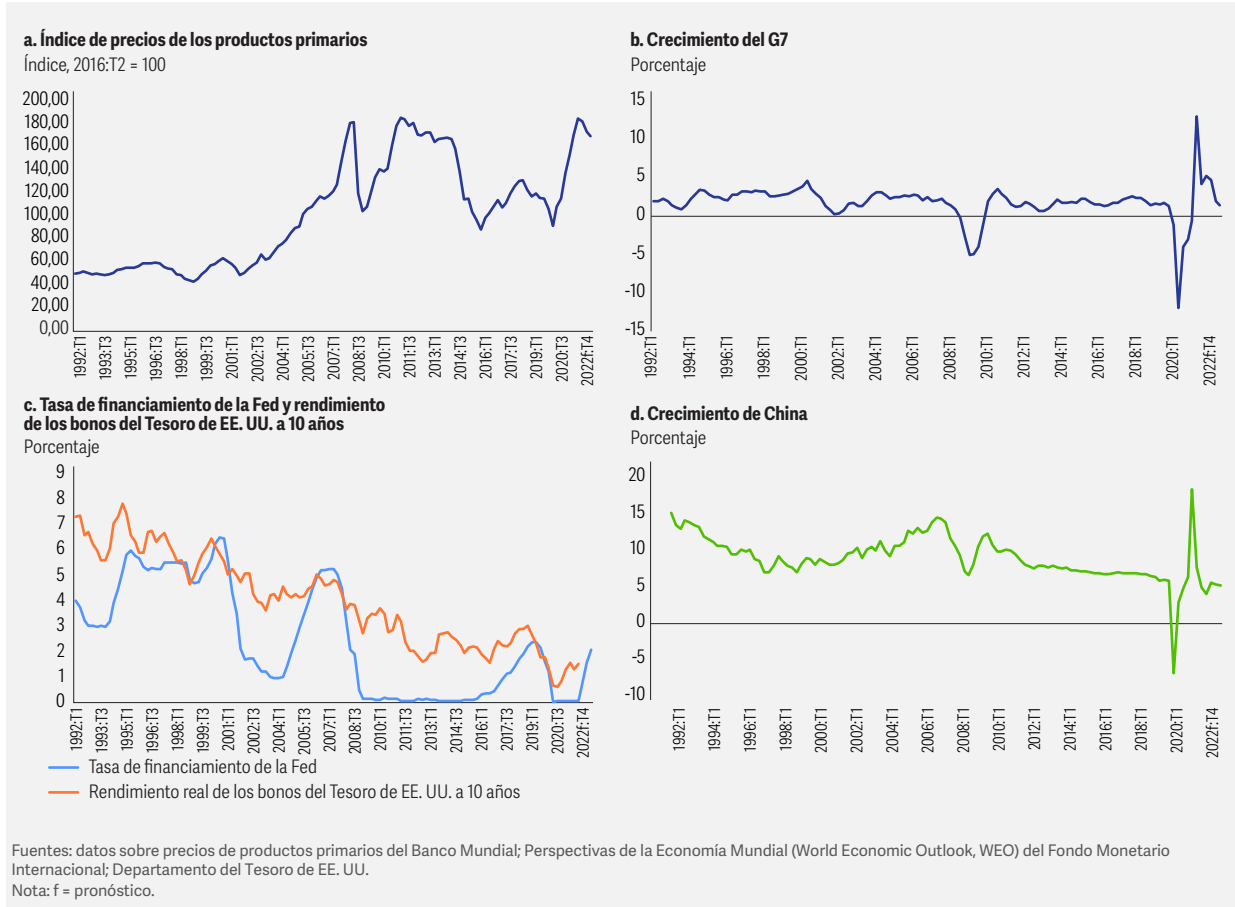 a. Índice de precios de los productos primarios
Índice, 2016:T2 = 100
200,00
180,00
160,00
140,00
120,00
100,00
80,00
60,00
40,00
20,00
0,00
1992:T1
1993:T3
1995:T1
1996:T3
1998:T1
1999:T3
2001:T1
2002:T3
2004:T1
2005:T3
2007:T1
2008:T3
2010:T1
2011:T3
2013:T1
2014:T3
2016:T1
2017:T3
2019:T1
2020:T3
2022f:T4
b. Crecimiento del G7
Porcentaje
15
10
5
0
-5
-10
-15
1992:T1
1994:T1
1996:T1
1998:T1
2000:T1
2002:T1
2004:T1
2006:T1
2008:T1
2010:T1
2012:T1
2014:T1
2016:T1
2018:T1
2020:T1
2022f:T4
c. Tasa de financiamiento de la Fed y rendimiento
de los bonos del Tesoro de EE. UU. a 10 años
Porcentaje
9
8
7
6
5
4
3
2
1
0
1992:T1
1993:T3
1995:T1
1996:T3
1998:T1
1999:T3
2001:T1
2002:T3
2004:T1
2005:T3
2007:T1
2008:T3
2010:T1
2011:T3
2013:T1
2014:T3
2016:T1
2017:T3
2019:T1
2020:T3
2022f:T4
Tasa de financiamiento de la Fed
Rendimiento real de los bonos del Tesoro de EE. UU. a 10 años
d. Crecimiento de China
Porcentaje
20
15
10
5
0
-5
-10
1992:T1
1994:T1
1996:T1
1998:T1
2000:T1
2002:T1
2004:T1
2006:T1
2008:T1
2010:T1
2012:T1
2014:T1
2016:T1
2018:T1
2020:T1
2022f:T4
Fuentes: datos sobre precios de productos primarios del Banco Mundial; Perspectivas de la Economía Mundial (World Economic Outlook, WEO) del Fondo Monetario
Internacional; Departamento del Tesoro de EE. UU.
Nota: f = pronóstico.